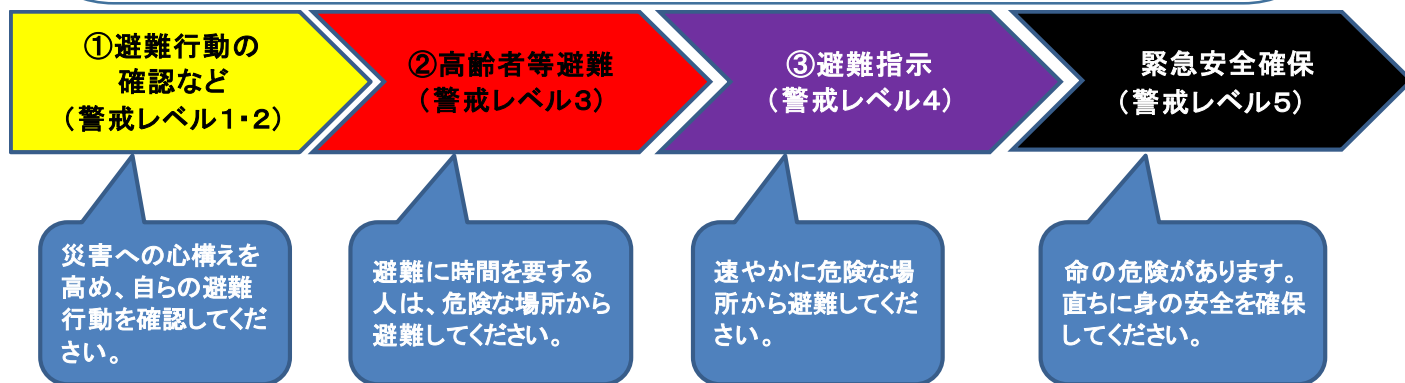 ①避難行動の
確認など
（警戒レベル１・２）
②高齢者等避難
（警戒レベル３）
③避難指示
（警戒レベル４）
緊急安全確保
（警戒レベル５）
災害への心構えを
高め、自らの避難
行動を確認してくだ
さい。
避難に時間を要する
人は、危険な場所から
避難してください。
速やかに危険な場
所から避難してくだ
さい。
命の危険があります。
直ちに身の安全を確保
してください。